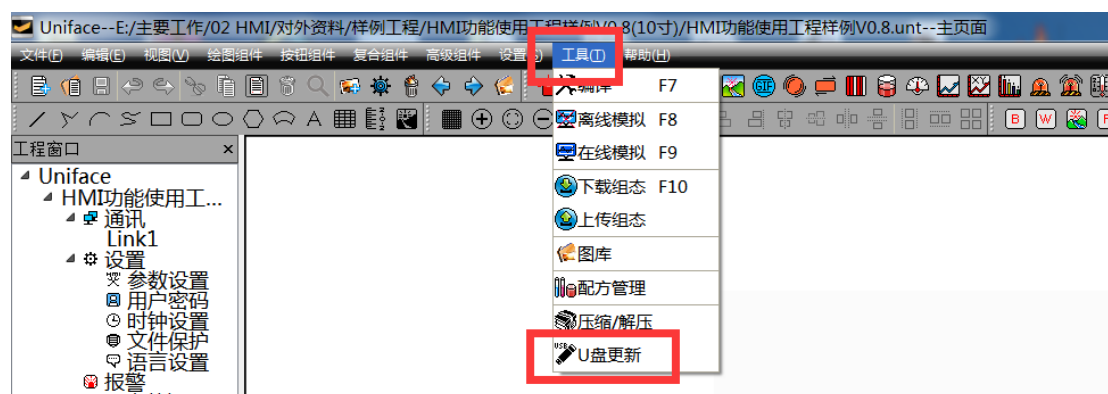 Uniface--E:/主要工作/02 HMI/对外资料/样例工程/HMI功能使用工程样例V0.8(10寸)/HMI功能使用工程样例V0.8.unt--主页面
文件(F) 编辑(E) 视图(V) 绘图组件 按钮组件 复合组件 高级组件 设置(S) 工具(T) 帮助(H)
编译 F7
GIF
A
离线模拟 F8
B W
工程窗口 ×
在线模拟 F9
Uniface
下载组态 F10
HMI功能使用工...
通讯
上传组态
Link1
图库
设置
参数设置
配方管理
用户密码
时钟设置
压缩/解压
文件保护
USB U盘更新
语言设置
报警